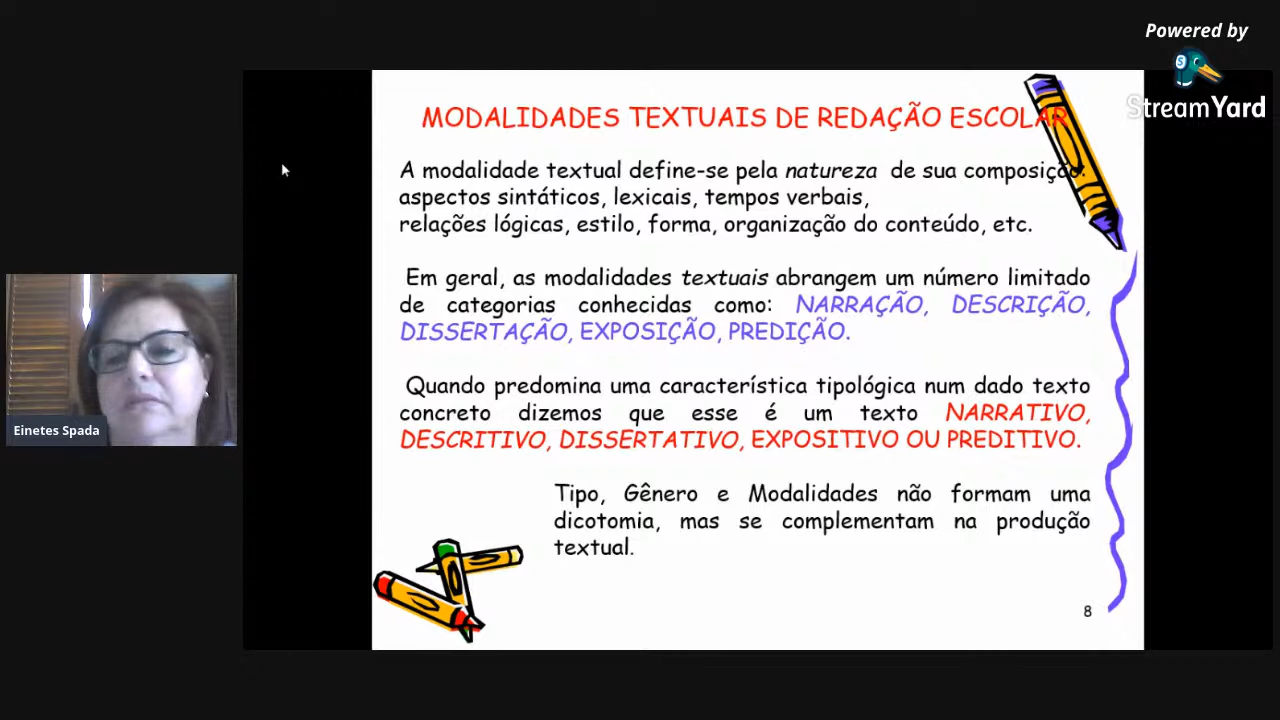 Powered by
StreamYard
MODALIDADES TEXTUAIS DE REDAÇÃO ESCOLAR
A modalidade textual define-se pela natureza de sua composição:
aspectos sintáticos, lexicais, tempos verbais,
relações lógicas, estilo, forma, organização do conteúdo, etc.
Em geral, as modalidades textuais abrangem um número limitado
de categorias conhecidas como: NARRAÇÃO, DESCRIÇÃO,
DISSERTAÇÃO, EXPOSIÇÃO, PREDIÇÃO.
Quando predomina uma característica tipológica num dado texto
concreto dizemos que esse é um texto NARRATIVO,
DESCRITIVO, DISSERTATIVO, EXPOSITIVO OU PREDITIVO.
Tipo, Gênero e Modalidades não formam uma
dicotomia, mas se complementam na produção
textual.
8
Einetes Spada